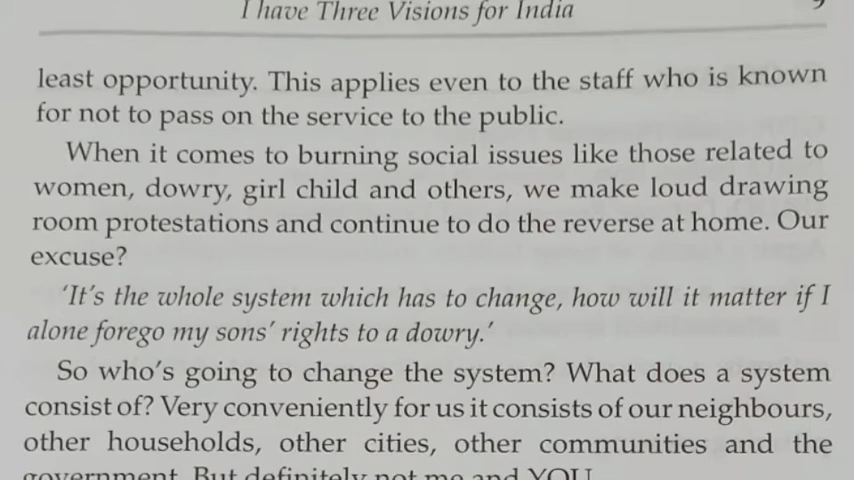 I have Three Visions for India
least opportunity. This applies even to the staff who is known
for not to pass on the service to the public.
When it comes to burning social issues like those related to
women, dowry, girl child and others, we make loud drawing
room protestations and continue to do the reverse at home. Our
excuse?
'It's the whole system which has to change, how will it matter if I
alone forego my sons' rights to a dowry.'
So who's going to change the system? What does a system
consist of? Very conveniently for us it consists of our neighbours,
other households, other cities, other communities and the
government. But definitely not me and YOU.